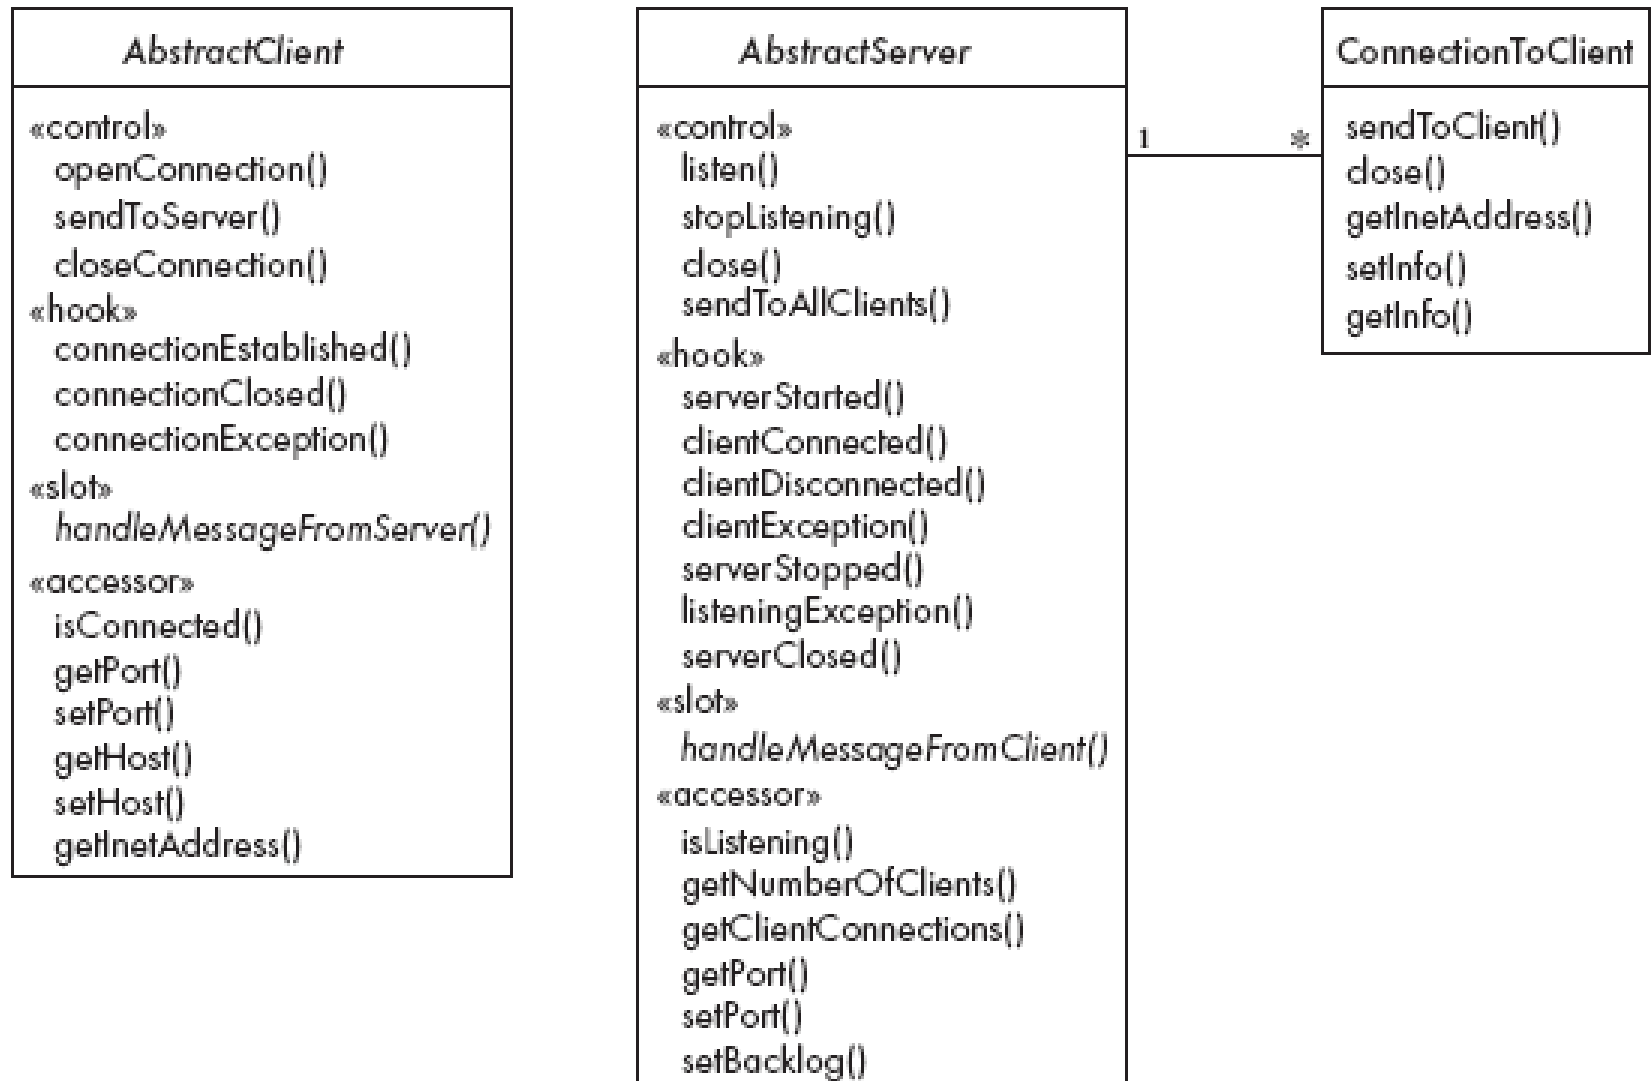 AbstractClient
«control»
openConnection()
sendToServer()
closeConnection()
«hook»
connectionEstablished()
connectionClosed()
connectionException()
«slot»
handleMessageFromServer()
«accessor»
isConnected()
getPort()
setPort()
getHost()
setHost()
getInetAddress()
AbstractServer
«control»
listen()
stopListening()
close()
sendToAllClients()
«hook»
serverStarted()
clientConnected()
clientDisconnected()
clientException()
serverStopped()
listeningException()
serverClosed()
«slot»
handleMessageFromClient()
«accessor»
isListening()
getNumberOfClients()
getClientConnections()
getPort()
setPort()
setBacklog()
1 *
ConnectionToClient
sendToClient()
close()
getInetAddress()
setInfo()
getInfo()